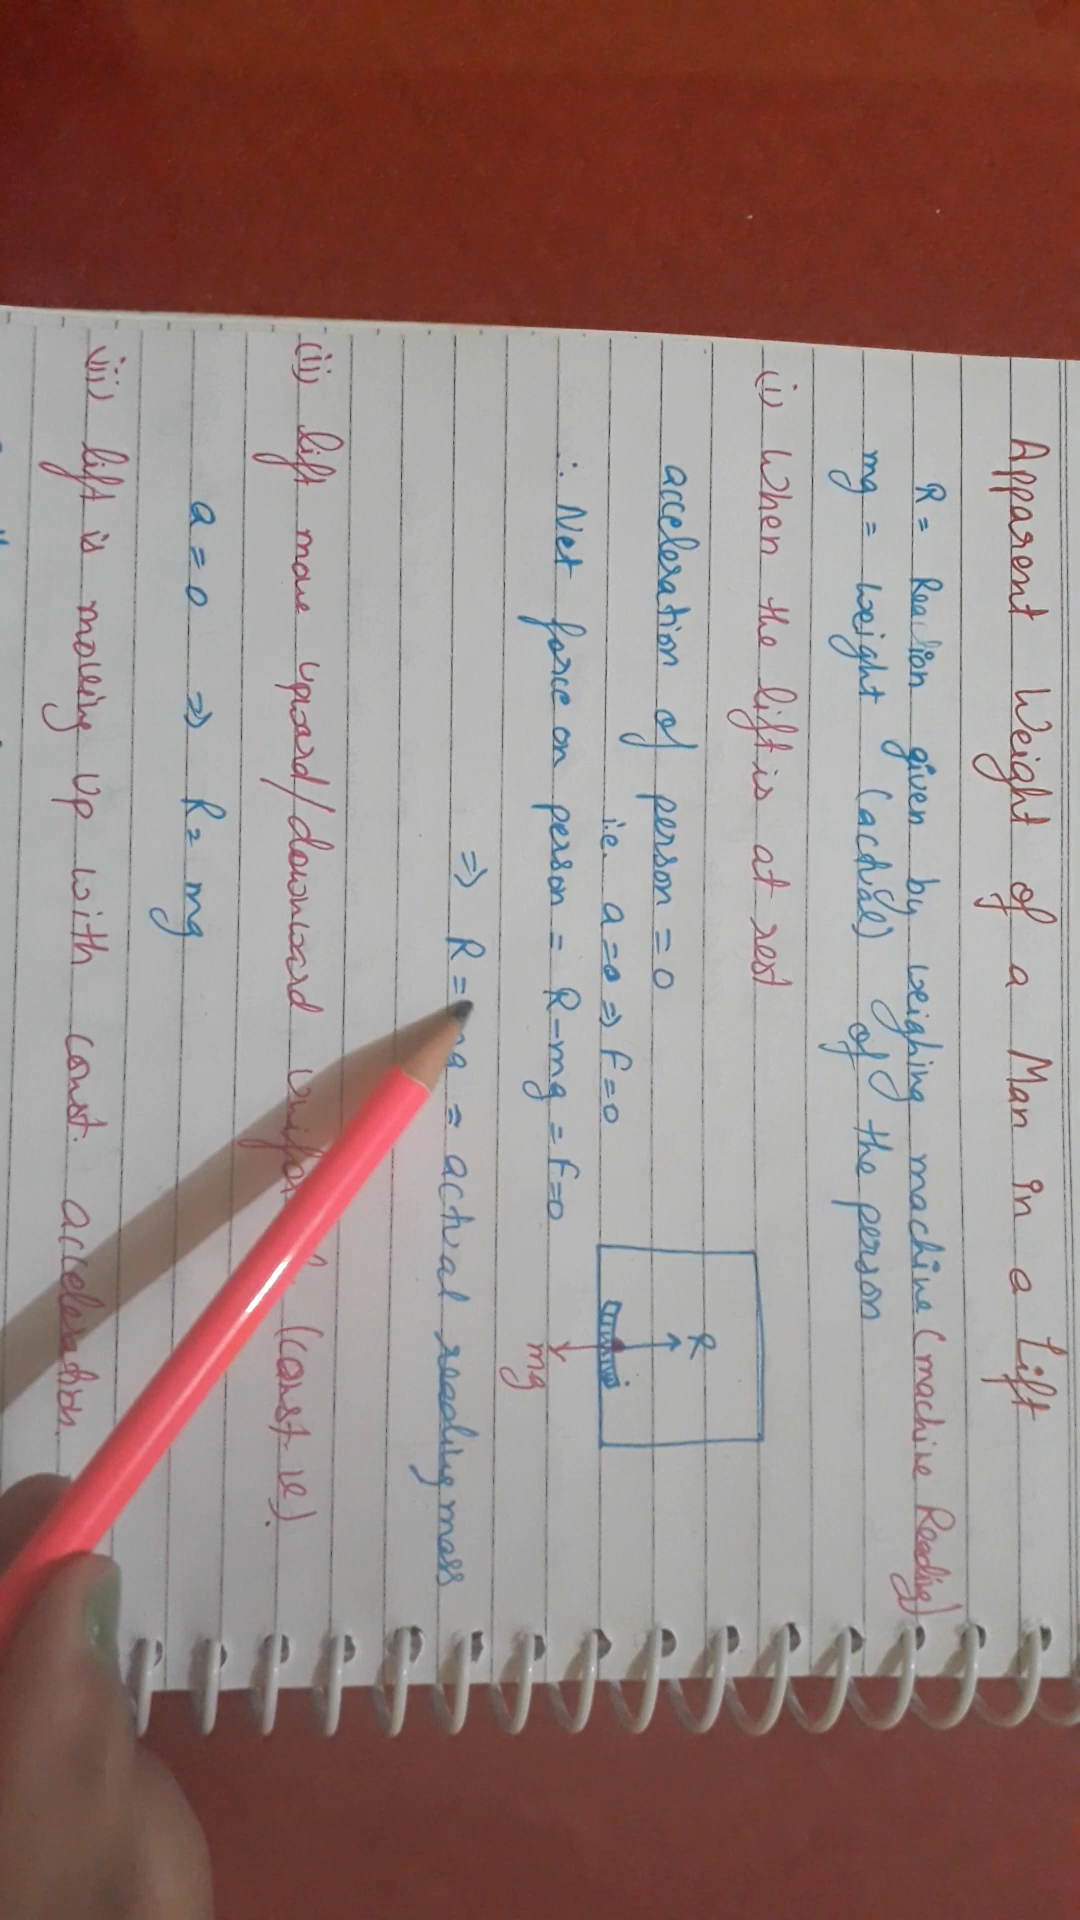 Apparent Weight of a Man in a Lift
R = Reaction given by weighing machine (machine Reading)
mg = weight (actual) of the person
(i) When the lift is at rest
acceleration of person = 0
i.e. a=0 ⇒ F=0
∴ Net force on person = R-mg = F=0
⇒ R = mg = actual reading mass
R
mg
(ii) lift move upward/downward (const. v).
a = 0 ⇒ R = mg
iii) lift is moving up with const. acceleration.